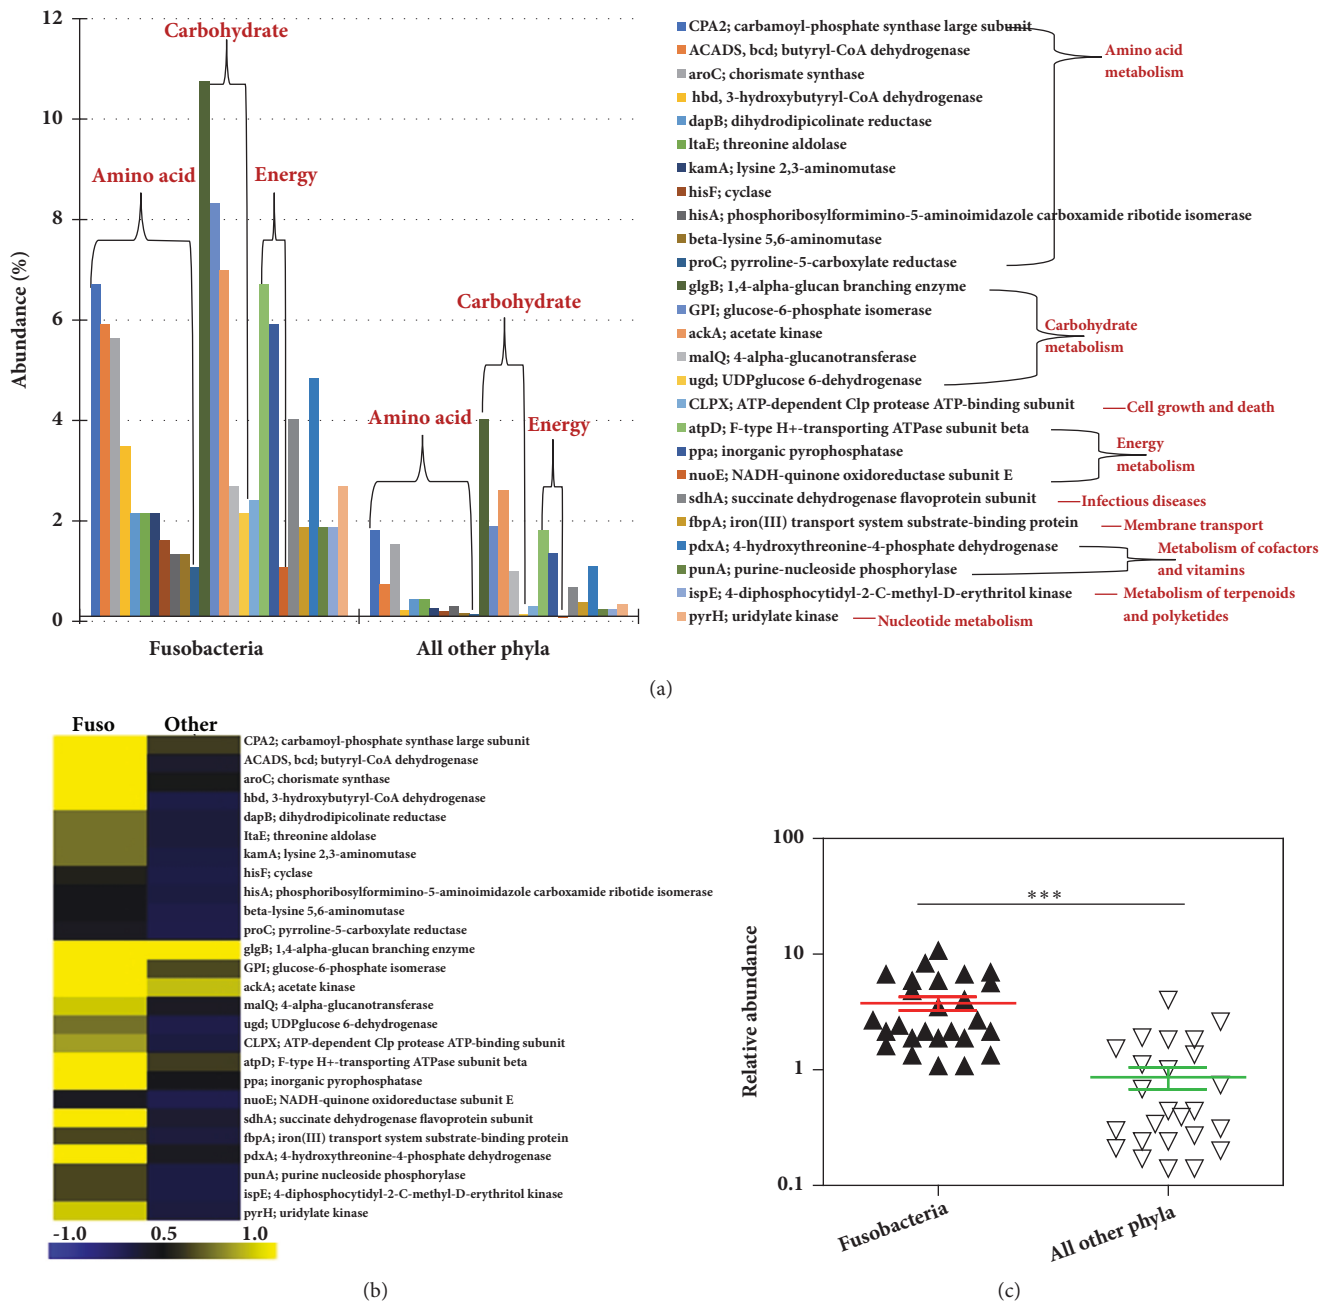 12
10
8
6
4
2
0
Abundance (%)
Carbohydrate
Amino acid
Energy
Carbohydrate
Amino acid
Energy
Fusobacteria
All other phyla
CPA2; carbamoyl-phosphate synthase large subunit
ACADS, bcd; butyryl-CoA dehydrogenase
aroC; chorismate synthase
hbd, 3-hydroxybutyryl-CoA dehydrogenase
dapB; dihydrodipicolinate reductase
ltaE; threonine aldolase
kamA; lysine 2,3-aminomutase
hisF; cyclase
hisA; phosphoribosylformimino-5-aminoimidazole carboxamide ribotide isomerase
beta-lysine 5,6-aminomutase
proC; pyrroline-5-carboxylate reductase
glgB; 1,4-alpha-glucan branching enzyme
GPI; glucose-6-phosphate isomerase
ackA; acetate kinase
malQ; 4-alpha-glucanotransferase
ugd; UDPglucose 6-dehydrogenase
CLPX; ATP-dependent Clp protease ATP-binding subunit
atpD; F-type H+-transporting ATPase subunit beta
ppa; inorganic pyrophosphatase
nuoE; NADH-quinone oxidoreductase subunit E
sdhA; succinate dehydrogenase flavoprotein subunit
fbpA; iron(III) transport system substrate-binding protein
pdxA; 4-hydroxythreonine-4-phosphate dehydrogenase
punA; purine-nucleoside phosphorylase
ispE; 4-diphosphocytidyl-2-C-methyl-D-erythritol kinase
pyrH; uridylate kinase
Amino acid
metabolism
Carbohydrate
metabolism
Cell growth and death
Energy
metabolism
Infectious diseases
Membrane transport
Metabolism of cofactors
and vitamins
Metabolism of terpenoids
and polyketides
Nucleotide metabolism
(a)
Fuso Other
CPA2; carbamoyl-phosphate synthase large subunit
ACADS, bcd; butyryl-CoA dehydrogenase
aroC; chorismate synthase
hbd, 3-hydroxybutyryl-CoA dehydrogenase
dapB; dihydrodipicolinate reductase
ItaE; threonine aldolase
kamA; lysine 2,3-aminomutase
hisF; cyclase
hisA; phosphoribosylformimino-5-aminoimidazole carboxamide ribotide isomerase
beta-lysine 5,6-aminomutase
proC; pyrroline-5-carboxylate reductase
glgB; 1,4-alpha-glucan branching enzyme
GPI; glucose-6-phosphate isomerase
ackA; acetate kinase
malQ; 4-alpha-glucanotransferase
ugd; UDPglucose 6-dehydrogenase
CLPX; ATP-dependent Clp protease ATP-binding subunit
atpD; F-type H+-transporting ATPase subunit beta
ppa; inorganic pyrophosphatase
nuoE; NADH-quinone oxidoreductase subunit E
sdhA; succinate dehydrogenase flavoprotein subunit
fbpA; iron(III) transport system substrate-binding protein
pdxA; 4-hydroxythreonine-4-phosphate dehydrogenase
punA; purine nucleoside phosphorylase
ispE; 4-diphosphocytidyl-2-C-methyl-D-erythritol kinase
pyrH; uridylate kinase
-1.0 0.5 1.0
(b)
100
10
1
0.1
Relative abundance
***
Fusobacteria
All other phyla
(c)